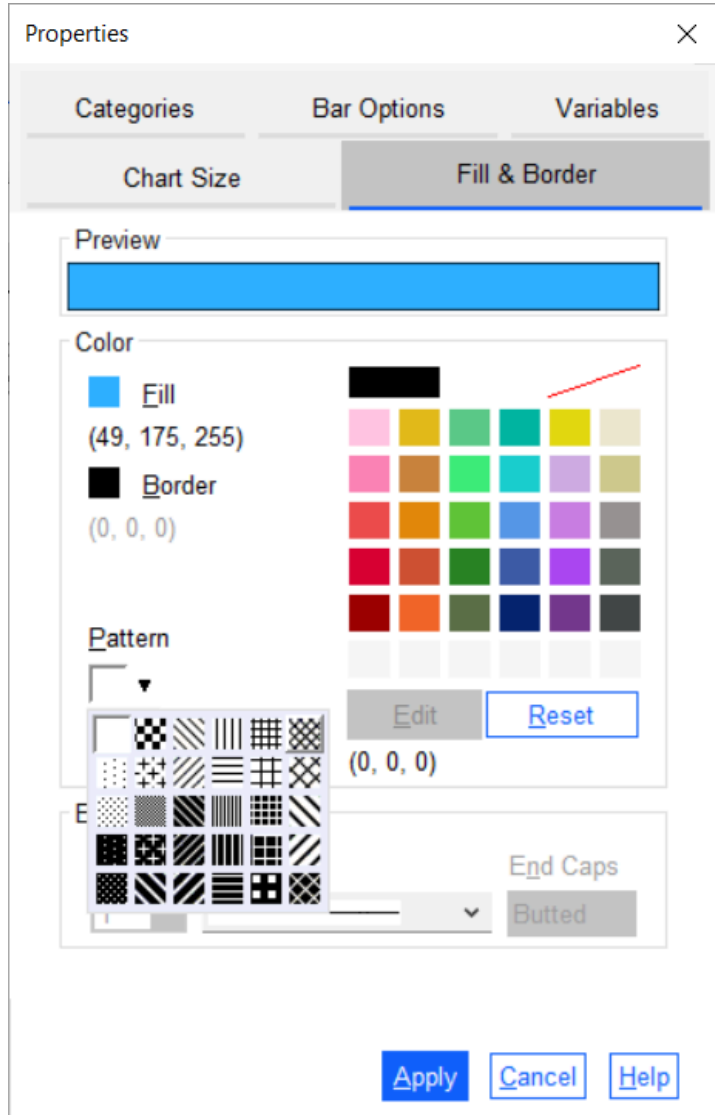 Properties
Categories Bar Options Variables
Chart Size Fill & Border
Preview
Color
Fill
(49, 175, 255)
Border
(0, 0, 0)
Pattern
Edit Reset
(0, 0, 0)
End Caps
Butted
Apply Cancel Help